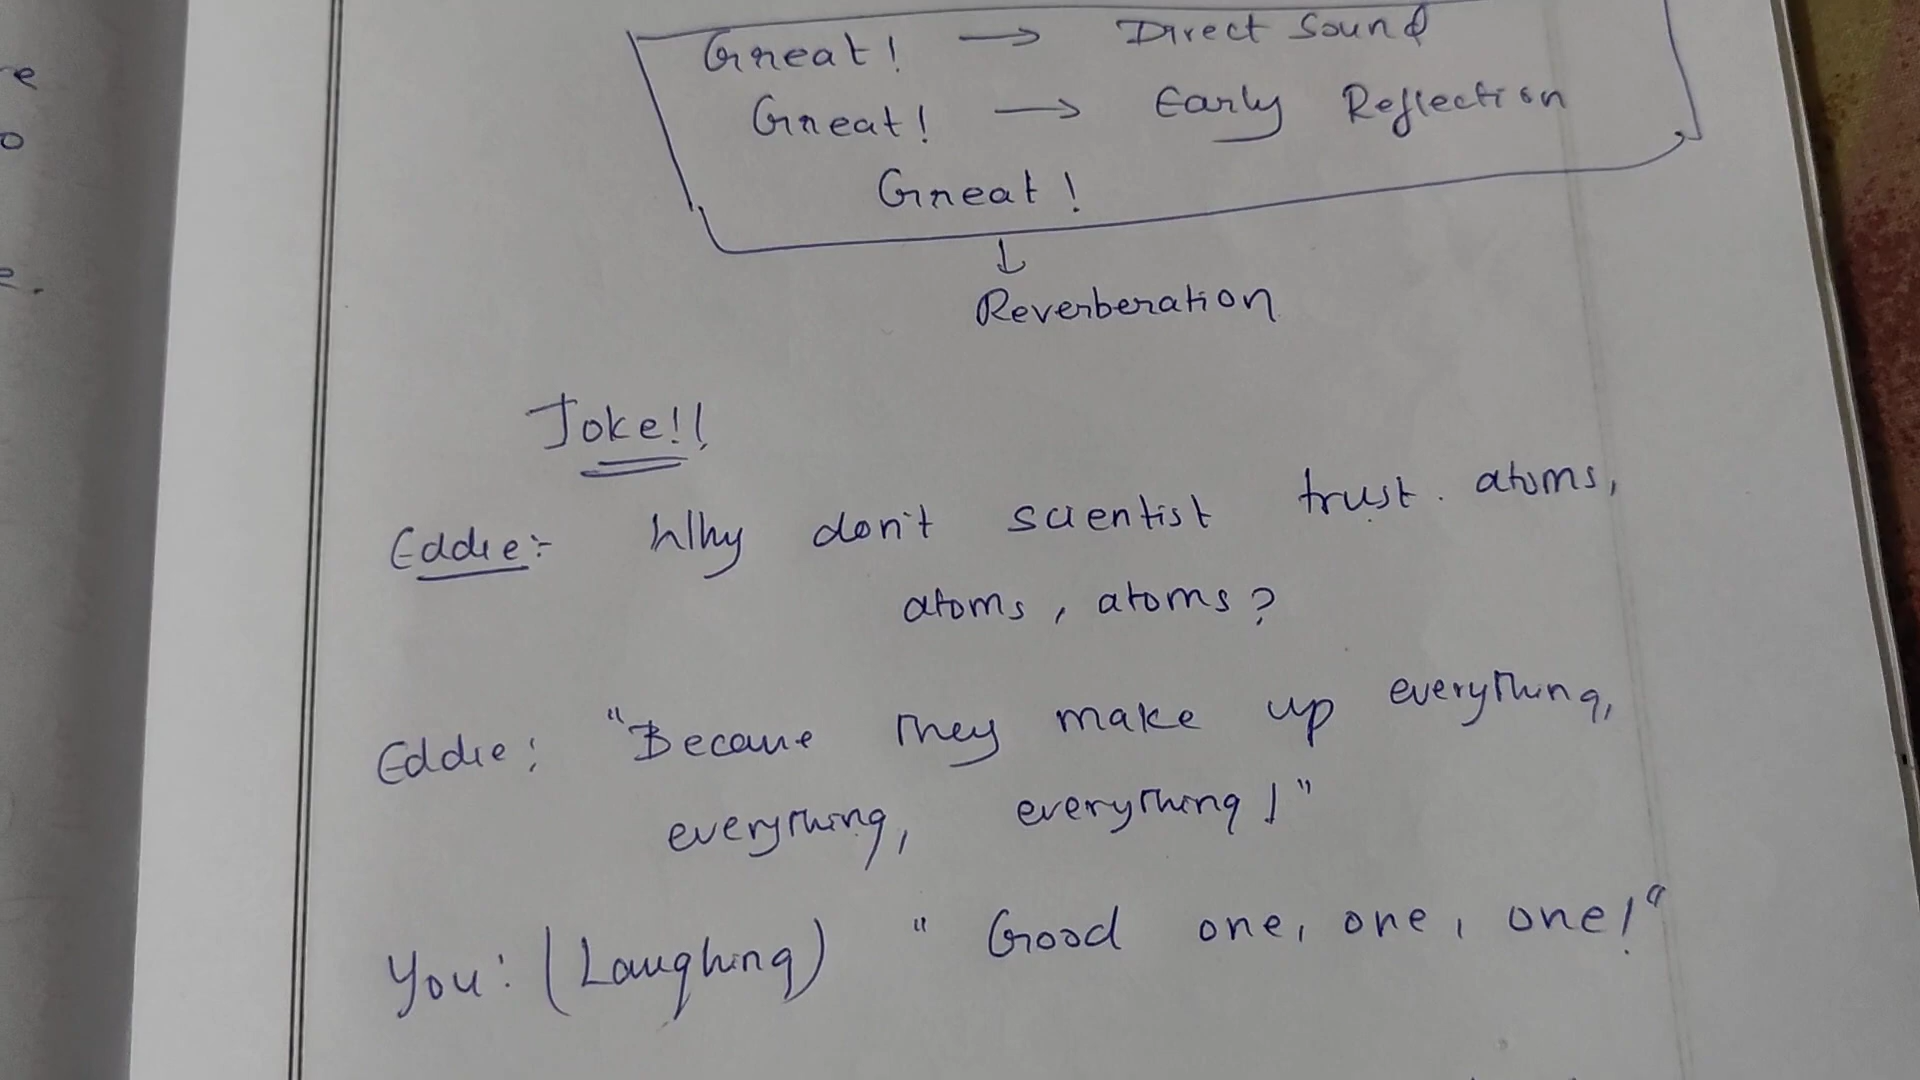 Great! → Direct Sound
Great! → Early Reflection
Great!
↓
Reverberation
Joke!!
Eddie:- Why don't scientist trust. atoms,
atoms, atoms?
Eddie: "Because they make up everything,
everything, everything!"
You: (Laughing) "Good one, one, one!"